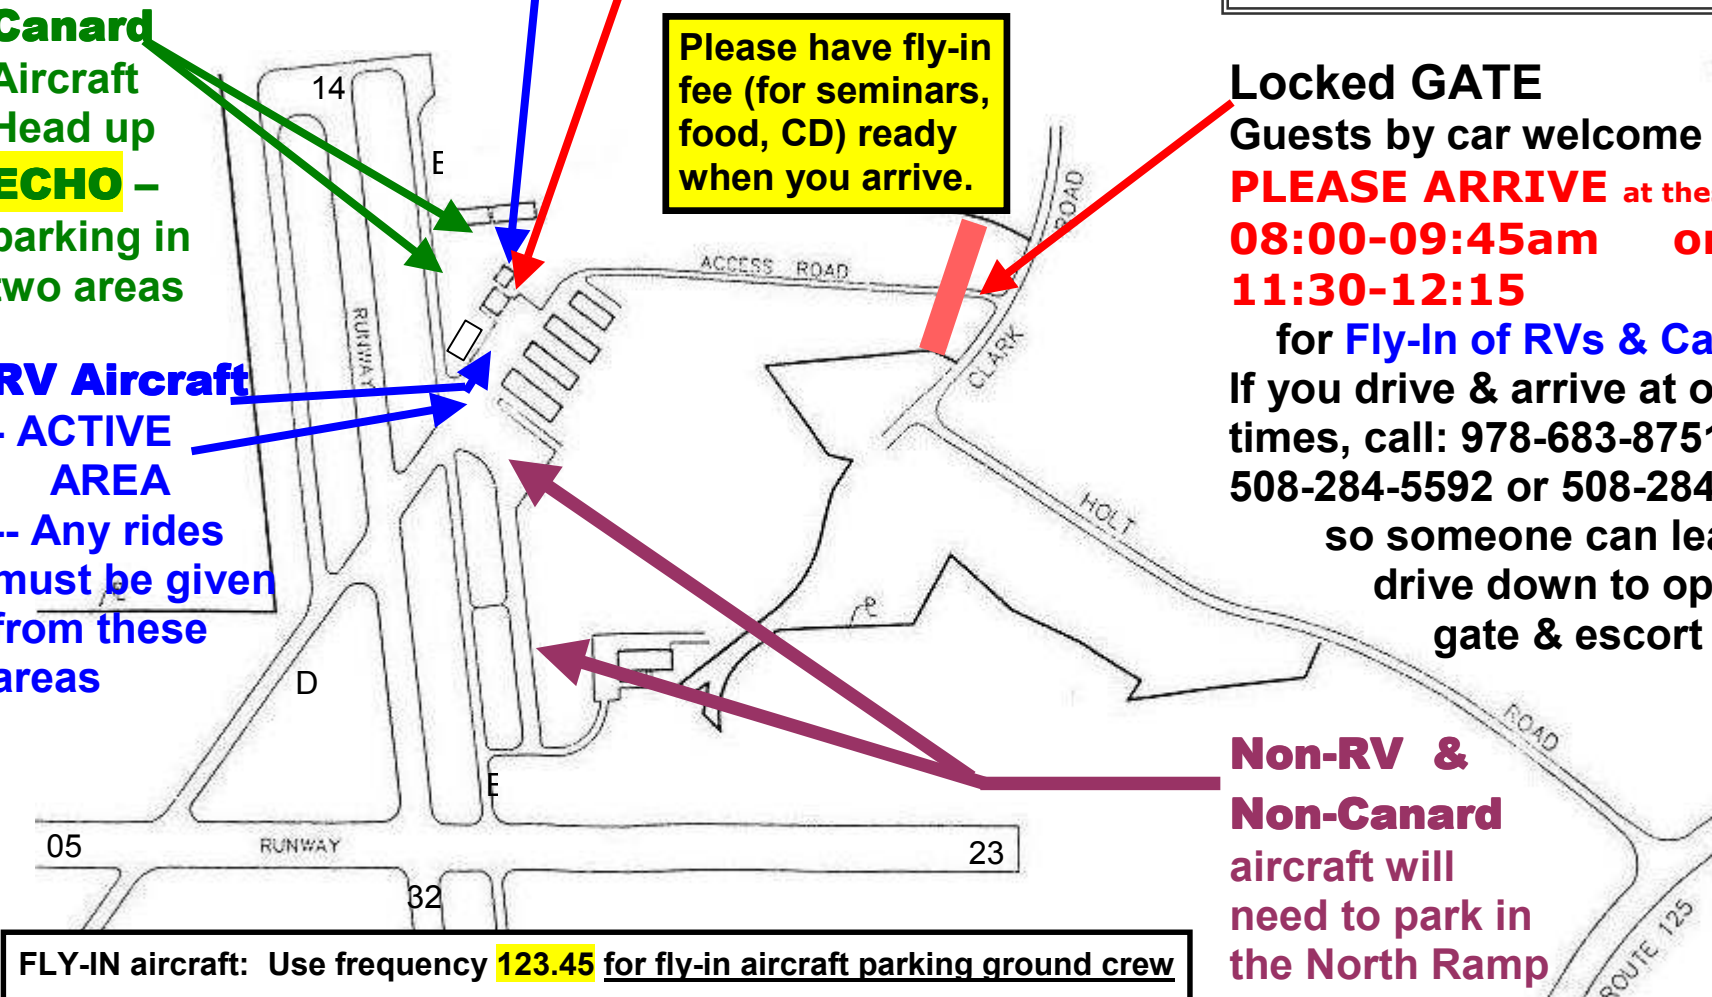 Canard
Aircraft
Head up
ECHO –
parking in
two areas
RV Aircraft
- ACTIVE
AREA
-- Any rides
must be given
from these
areas
14
E
Please have fly-in
fee (for seminars,
food, CD) ready
when you arrive.
Locked GATE
Guests by car welcome
PLEASE ARRIVE at the
08:00-09:45am or
11:30-12:15
for Fly-In of RVs & Ca
If you drive & arrive at o
times, call: 978-683-8751
508-284-5592 or 508-284
so someone can lea
drive down to op
gate & escort
ACCESS ROAD
CLARK ROAD
RUNWAY
HOLT ROAD
D
E
05
RUNWAY
23
32
Non-RV &
Non-Canard
aircraft will
need to park in
the North Ramp
ROUTE 125
FLY-IN aircraft: Use frequency 123.45 for fly-in aircraft parking ground crew